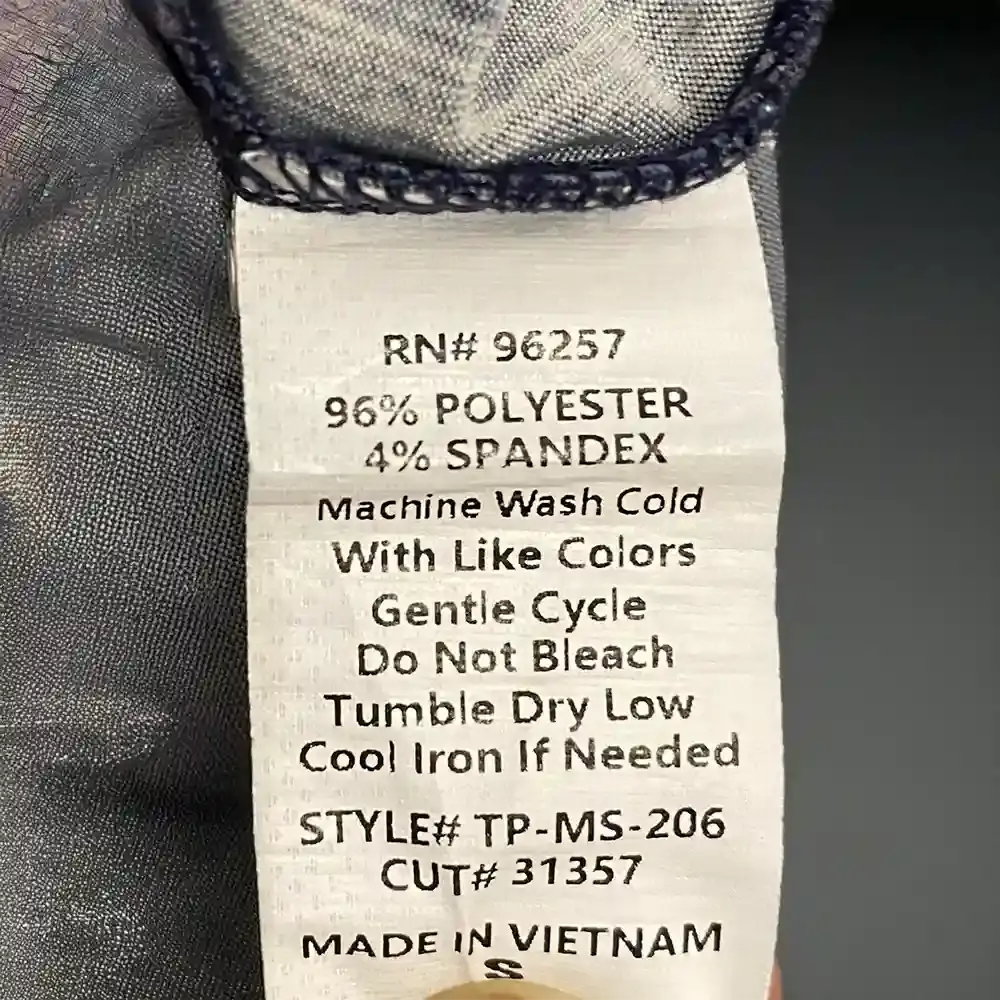 RN# 96257
96% POLYESTER
4% SPANDEX
Machine Wash Cold
With Like Colors
Gentle Cycle
Do Not Bleach
Tumble Dry Low
Cool Iron If Needed
STYLE# TP-MS-206
CUT# 31357
MADE IN VIETNAM
S